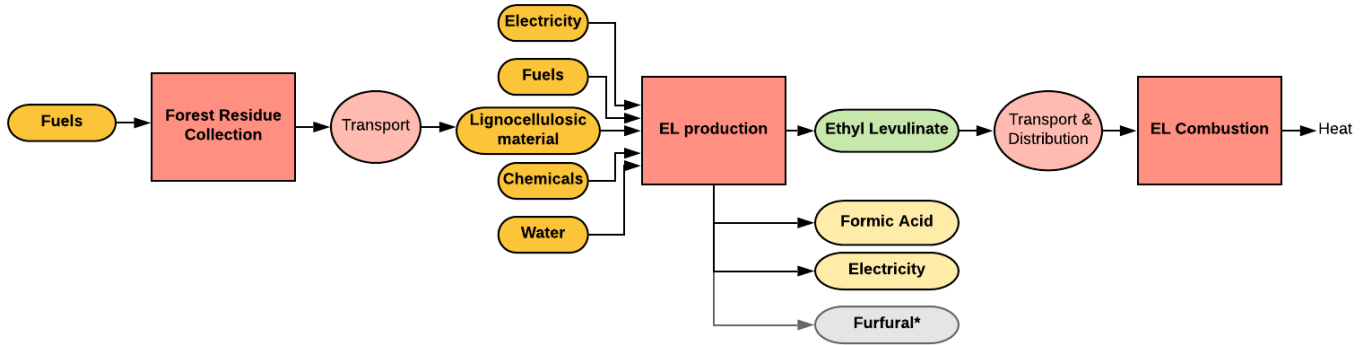 Electricity
Fuels
Fuels
Forest Residue
Collection
Transport
Lignocellulosic
material
Chemicals
Water
EL production
Ethyl Levulinate
Transport &
Distribution
EL Combustion
Heat
Formic Acid
Electricity
Furfural*